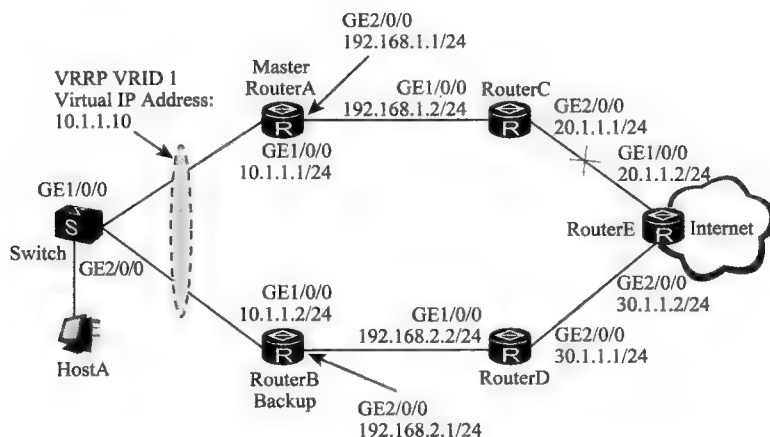 GE2/0/0
192.168.1.1/24
VRRP VRID 1
Virtual IP Address:
10.1.1.10
Master
RouterA
GE1/0/0
192.168.1.2/24
RouterC
GE2/0/0
20.1.1.1/24
R
R
GE1/0/0
10.1.1.1/24
GE1/0/0
20.1.1.2/24
GE1/0/0
S
Switch
GE2/0/0
RouterE
R
Internet
HostA
GE1/0/0
10.1.1.2/24
GE1/0/0
192.168.2.2/24
GE2/0/0
30.1.1.2/24
R
R
GE2/0/0
30.1.1.1/24
RouterB
Backup
RouterD
GE2/0/0
192.168.2.1/24